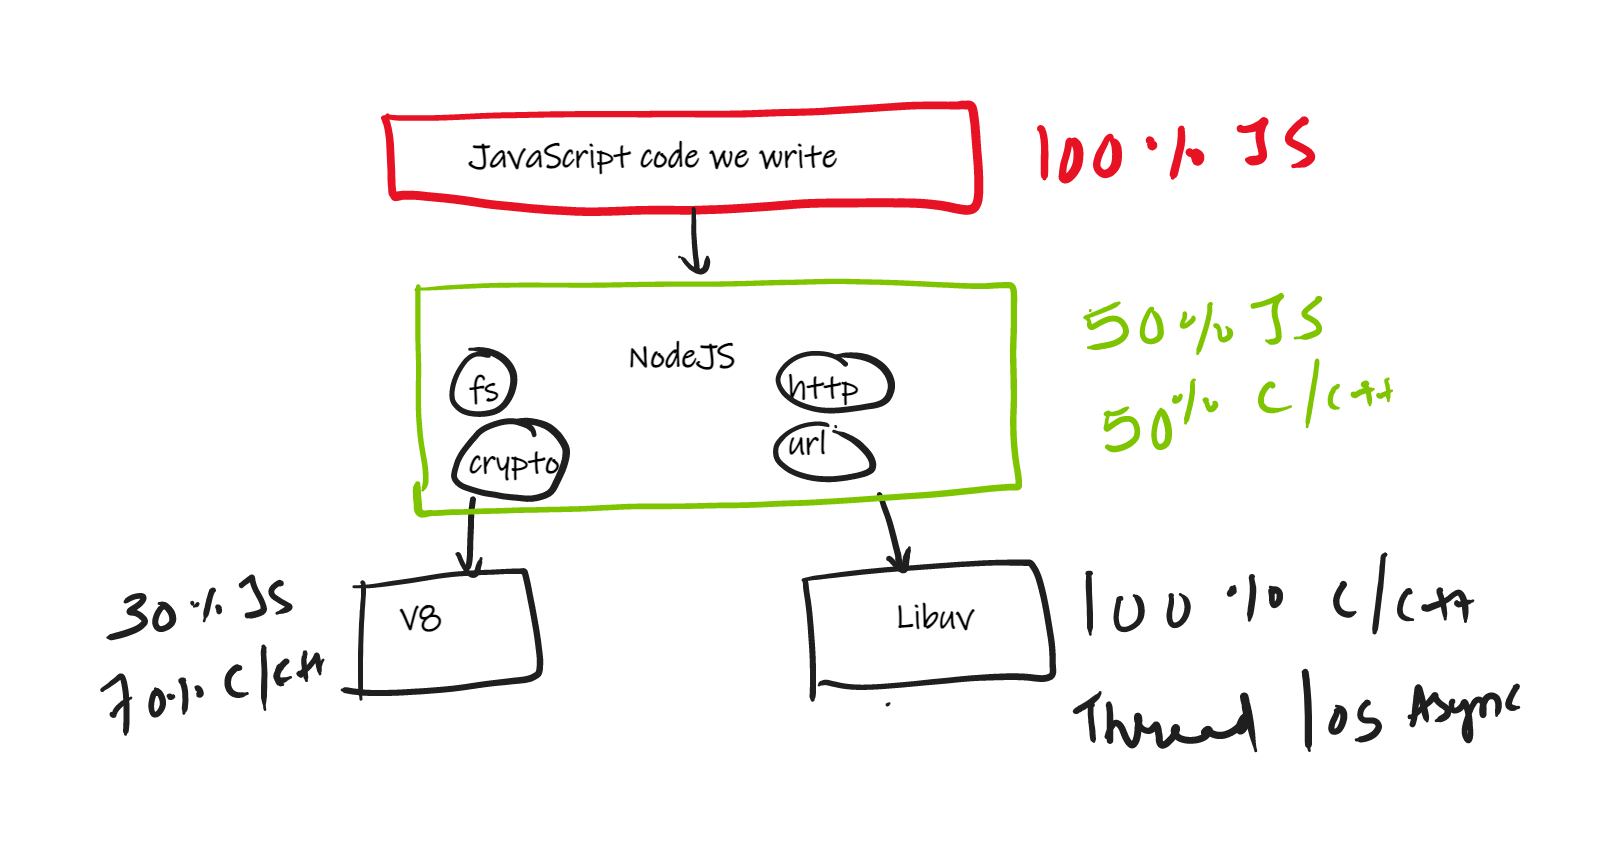 JavaScript code we write
100% JS
NodeJS
fs
http
crypto
url
50% JS
50% C/C++
V8
30% JS
70% C/C++
Libuv
100% C/C++
Thread / OS Async